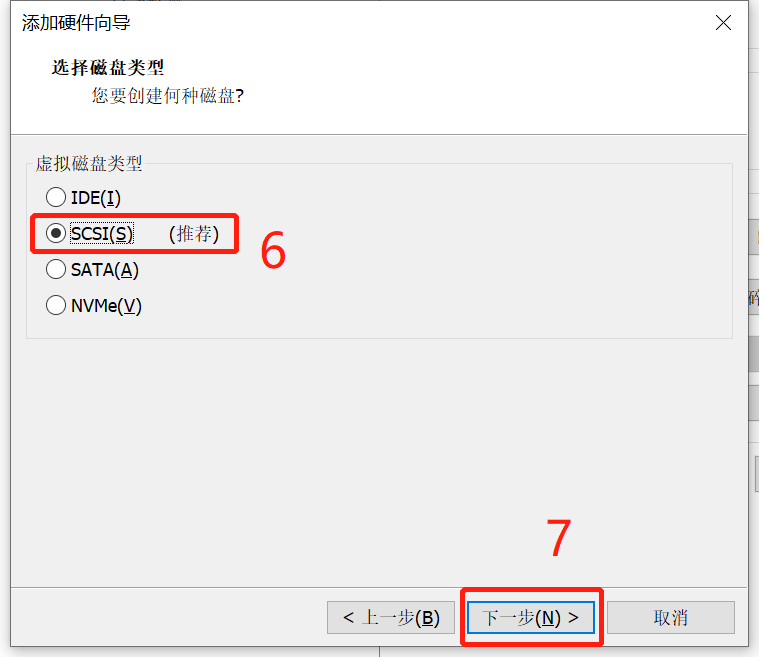 添加硬件向导
选择磁盘类型
您要创建何种磁盘?
虚拟磁盘类型
IDE(I)
SCSI(S) (推荐)
6
SATA(A)
NVMe(V)
7
< 上一步(B)
下一步(N) >
取消